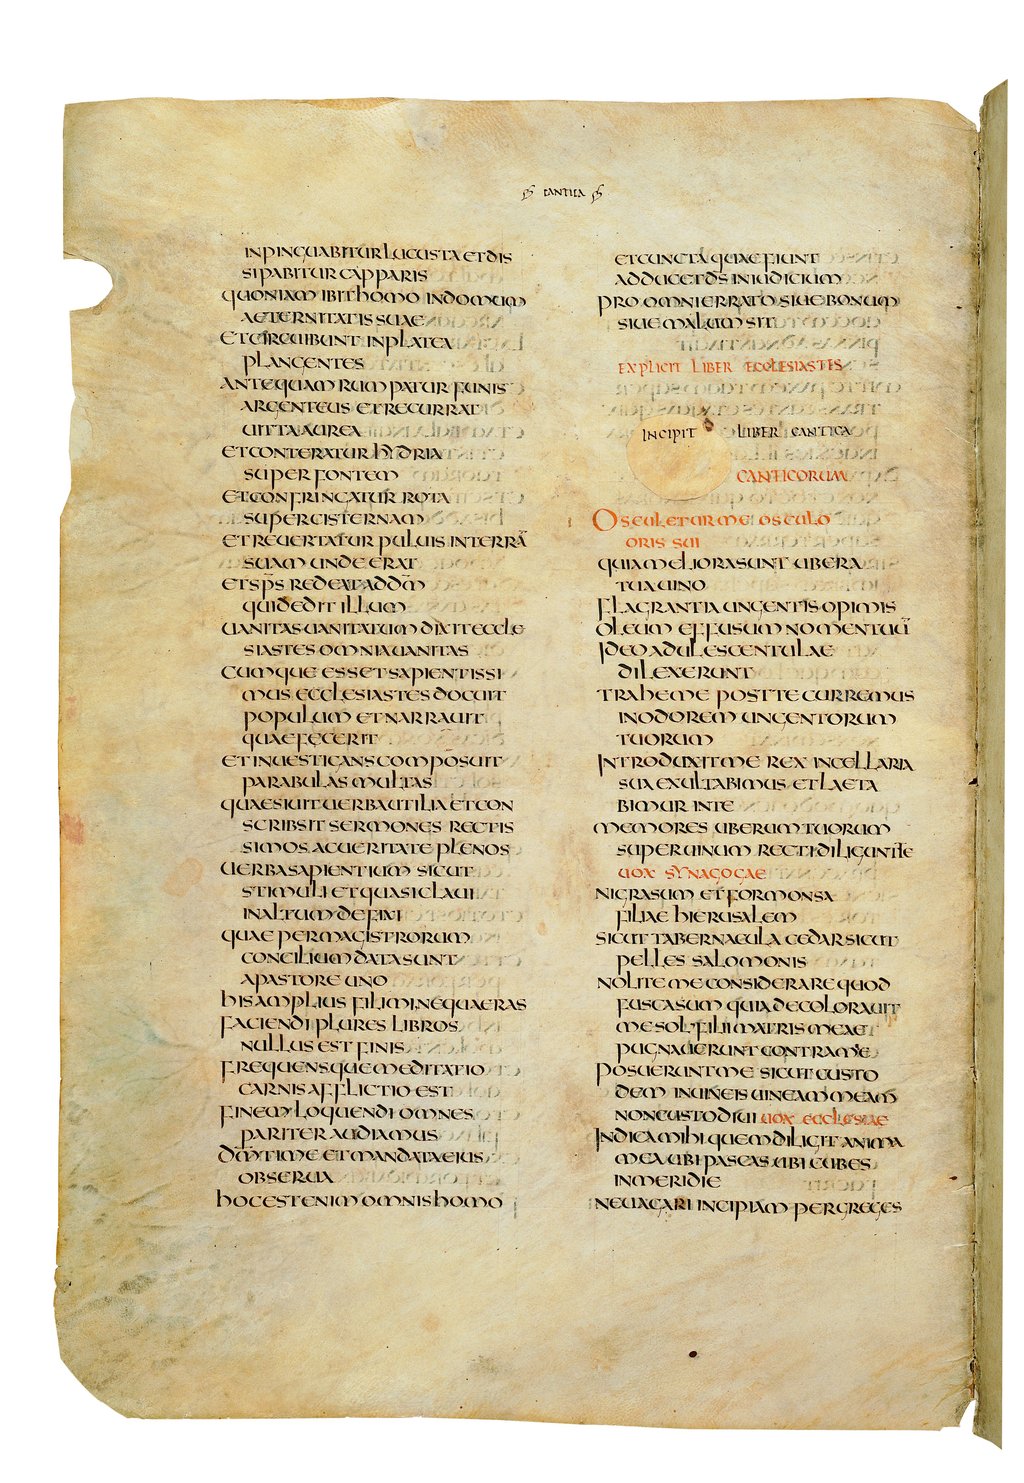 CANTICA
INPINGUABITUR LUCUSTA ET DIS
SIPABITUR CAPPARIS
QUONIAM IBIT HOMO IN DOMUM
AETERNITATIS SUAE
ET CIRCUIBUNT IN PLATEA
PLANGENTES
ANTEQUAM RUMPATUR FUNIS
ARGENTEUS ET RECURRAT
UITTA AUREA
ET CONTERATUR HYDRIA
SUPER FONTEM
ET CONFRINGATUR ROTA
SUPER CISTERNAM
ET REUERTATUR PULUIS IN TERRĀ
SUAM UNDE ERAT
ET SP̄S REDEAT AD DM̄
QUI DEDIT ILLUM
UANITAS UANITATUM DIXIT ECCLE
SIASTES OMNIA UANITAS
CUMQUE ESSET SAPIENTISSI
MUS ECCLESIASTES DOCUIT
POPULUM ET NARRAUIT
QUAE FECERIT
ET INUESTIGANS COMPOSUIT
PARABULAS MULTAS
QUAESIUIT UERBA UTILIA ET CON
SCRIBSIT SERMONES RECTIS
SIMOS AC UERITATE PLENOS
UERBA SAPIENTIUM SICUT
STIMULI ET QUASI CLAUI
IN ALTUM DEFIXI
QUAE PER MAGISTRORUM
CONCILIUM DATA SUNT
A PASTORE UNO
HIS AMPLIUS FILI MI NE QUAERAS
FACIENDI PLURES LIBROS
NULLUS EST FINIS
FREQUENSQUE MEDITATIO
CARNIS AFFLICTIO EST
FINEM LOQUENDI OMNES
PARITER AUDIAMUS
DM̄ TIME ET MANDATA EIUS
OBSERUA
HOC EST ENIM OMNIS HOMO
ET CUNCTA QUAE FIUNT
ADDUCET DS̄ IN IUDICIUM
PRO OMNI ERRATO SIUE BONUM
SIUE MALUM SIT
EXPLICIT LIBER ECCLESIASTES
INCIPIT LIBER CANTICA
CANTICORUM
OSCULETUR ME OSCULO
ORIS SUI
QUIA MELIORA SUNT UBERA
TUA UINO
FLAGRANTIA UNGENTIS OPIMIS
OLEUM EFFUSUM NOMEN TUŪ
IDEO ADULESCENTULAE
DILEXERUNT
TRAHE ME POST TE CURREMUS
IN ODOREM UNGENTORUM
TUORUM
INTRODUXIT ME REX IN CELLARIA
SUA EXULTABIMUS ET LAETA
BIMUR IN TE
MEMORES UBERUM TUORUM
SUPER UINUM RECTI DILIGUNT TE
UOX SYNAGOGAE
NIGRA SUM ET FORMONSA
FILIAE HIERUSALEM
SICUT TABERNACULA CEDAR SICUT
PELLES SALOMONIS
NOLITE ME CONSIDERARE QUOD
FUSCA SUM QUIA DECOLORAUIT
ME SOL FILII MATRIS MEAE
PUGNAUERUNT CONTRA ME
POSUERUNT ME SICUT CUSTO
DEM IN UINEIS UINEAM MEAM
NON CUSTODIUI UOX ECCLESIAE
INDICA MIHI QUEM DILIGIT ANIMA
MEA UBI PASCAS UBI CUBES
IN MERIDIE
NE UAGARI INCIPIAM PER GREGES